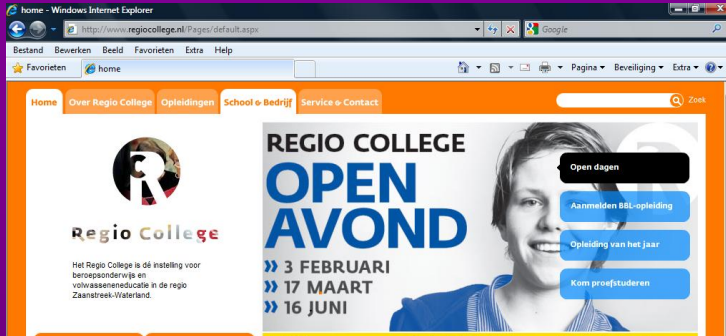 home - Windows Internet Explorer
http://www.regiocollege.nl/Pages/default.aspx
Google
Bestand Bewerken Beeld Favorieten Extra Help
Favorieten home Pagina Beveiliging Extra
Home Over Regio College Opleidingen School & Bedrijf Service & Contact Zoek
R
Regio College
Het Regio College is dé instelling voor
beroepsonderwijs en
volwasseneneducatie in de regio
Zaanstreek-Waterland.
REGIO COLLEGE
OPEN
AVOND
» 3 FEBRUARI
» 17 MAART
» 16 JUNI
Open dagen
Aanmelden BBL-opleiding
Opleiding van het jaar
Kom proefstuderen